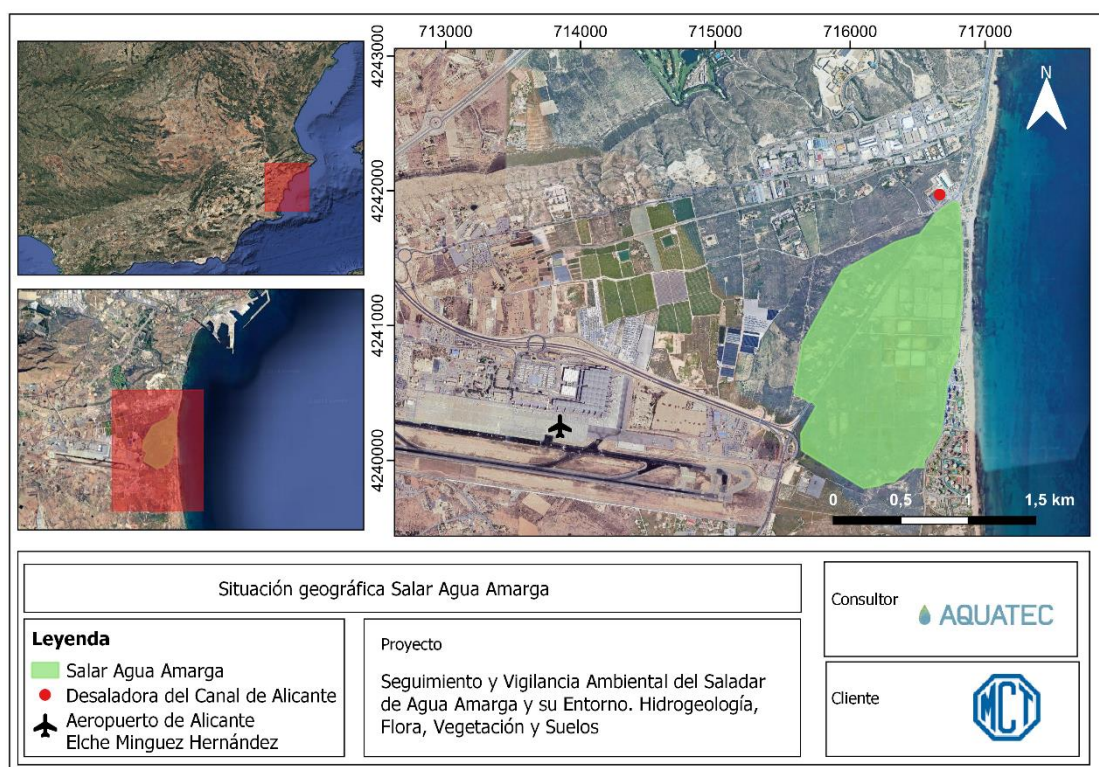 713000 714000 715000 716000 717000
4243000
4242000
4241000
4240000
N
0 0,5 1 1,5 km
Situación geográfica Salar Agua Amarga
Leyenda
Salar Agua Amarga
Desaladora del Canal de Alicante
Aeropuerto de Alicante
Elche Minguez Hernández
Proyecto
Seguimiento y Vigilancia Ambiental del Saladar
de Agua Amarga y su Entorno. Hidrogeología,
Flora, Vegetación y Suelos
Consultor
AQUATEC
Cliente
MCT